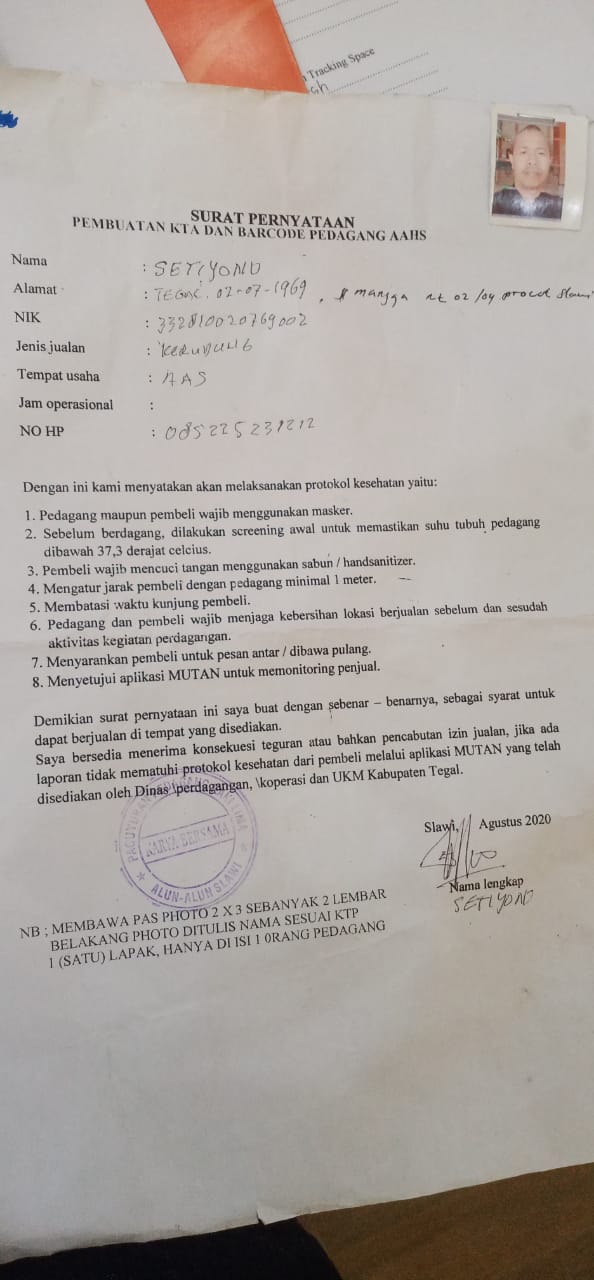 n Tracking Space
SURAT PERNYATAAN
PEMBUATAN KTA DAN BARCODE PEDAGANG AAHS
Nama : SETIYONO
Alamat : TEGAL. 02-07-1969, Jl mangga Rt 02/04 procot Slawi
NIK : 332810020769002
Jenis jualan : KERUDUNG
Tempat usaha : AAS
Jam operasional :
NO HP : 085225231212
Dengan ini kami menyatakan akan melaksanakan protokol kesehatan yaitu:
1. Pedagang maupun pembeli wajib menggunakan masker.
2. Sebelum berdagang, dilakukan screening awal untuk memastikan suhu tubuh pedagang
dibawah 37,3 derajat celcius.
3. Pembeli wajib mencuci tangan menggunakan sabun / handsanitizer.
4. Mengatur jarak pembeli dengan pedagang minimal 1 meter.
5. Membatasi waktu kunjung pembeli.
6. Pedagang dan pembeli wajib menjaga kebersihan lokasi berjualan sebelum dan sesudah
aktivitas kegiatan perdagangan.
7. Menyarankan pembeli untuk pesan antar / dibawa pulang.
8. Menyetujui aplikasi MUTAN untuk memonitoring penjual.
Demikian surat pernyataan ini saya buat dengan sebenar – benarnya, sebagai syarat untuk
dapat berjualan di tempat yang disediakan.
Saya bersedia menerima konsekuesi teguran atau bahkan pencabutan izin jualan, jika ada
laporan tidak mematuhi protokol kesehatan dari pembeli melalui aplikasi MUTAN yang telah
disediakan oleh Dinas \perdagangan, \koperasi dan UKM Kabupaten Tegal.
KARYA BERSAMA
ALUN-ALUN SLAWI
Slawi, Agustus 2020
Nama lengkap
SETIYONO
NB ; MEMBAWA PAS PHOTO 2 X 3 SEBANYAK 2 LEMBAR
BELAKANG PHOTO DITULIS NAMA SESUAI KTP
1 (SATU) LAPAK, HANYA DI ISI 1 0RANG PEDAGANG